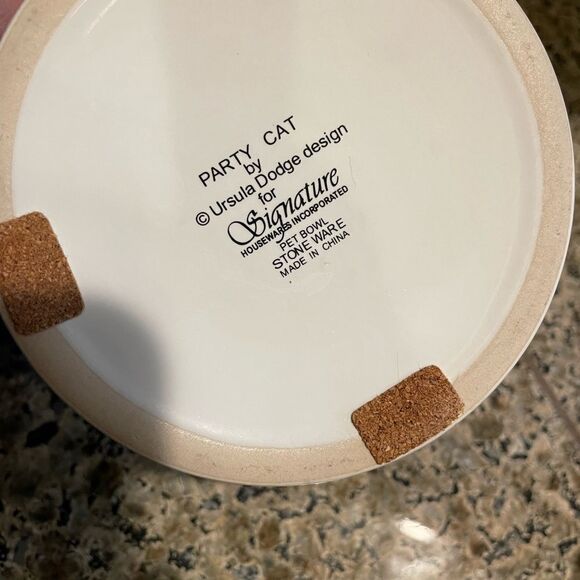 PARTY CAT
by
© Ursula Dodge design
for
Signature
HOUSEWARES INCORPORATED
PET BOWL
STONE WARE
MADE IN CHINA